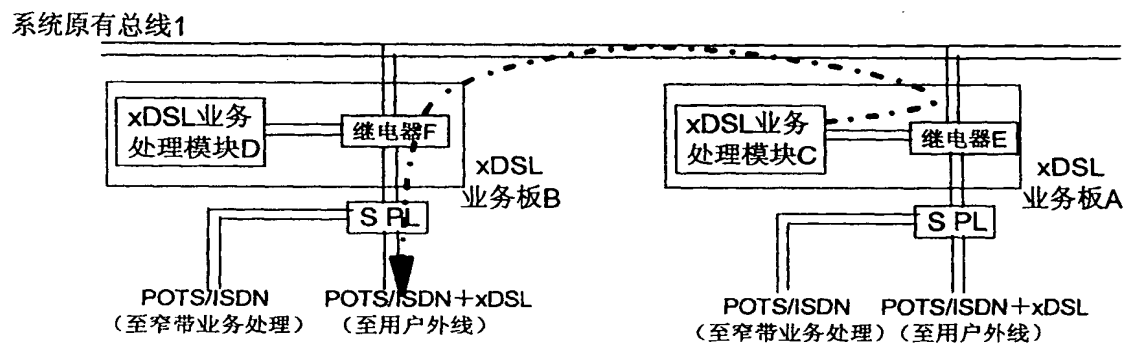 系统原有总线1
xDSL业务
处理模块D
继电器F
xDSL
业务板B
S PL
POTS/ISDN
（至窄带业务处理）
POTS/ISDN＋xDSL
（至用户外线）
xDSL业务
处理模块C
继电器E
xDSL
业务板A
S PL
POTS/ISDN
（至窄带业务处理）
POTS/ISDN＋xDSL
（至用户外线）